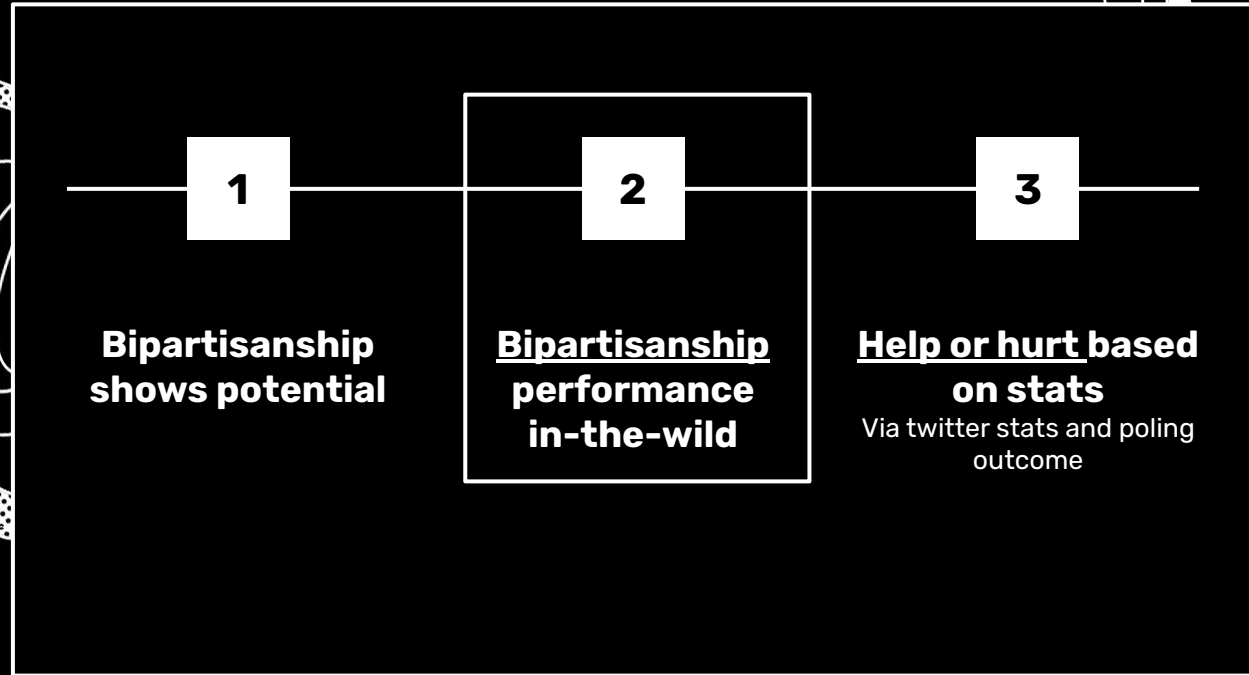 1
2
3
Bipartisanship
shows potential
Bipartisanship
performance
in-the-wild
Help or hurt based
on stats
Via twitter stats and poling
outcome